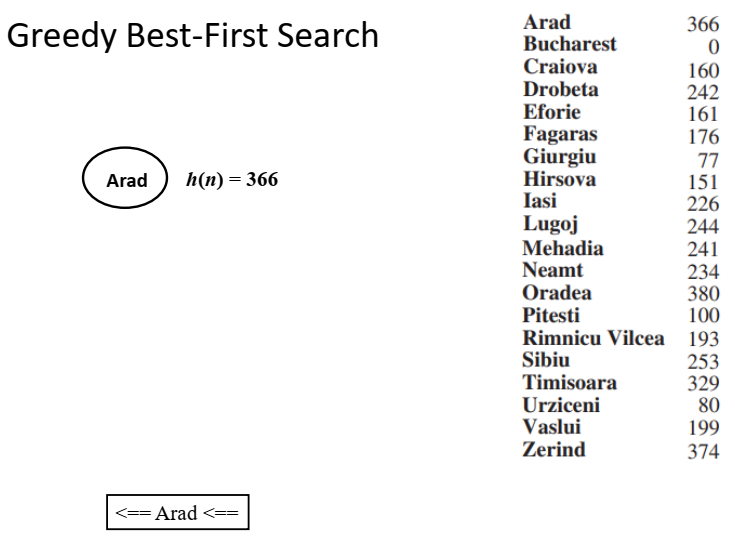 Greedy Best-First Search
Arad h(n) = 366
<== Arad <==
Arad 366
Bucharest 0
Craiova 160
Drobeta 242
Eforie 161
Fagaras 176
Giurgiu 77
Hirsova 151
Iasi 226
Lugoj 244
Mehadia 241
Neamt 234
Oradea 380
Pitesti 100
Rimnicu Vilcea 193
Sibiu 253
Timisoara 329
Urziceni 80
Vaslui 199
Zerind 374